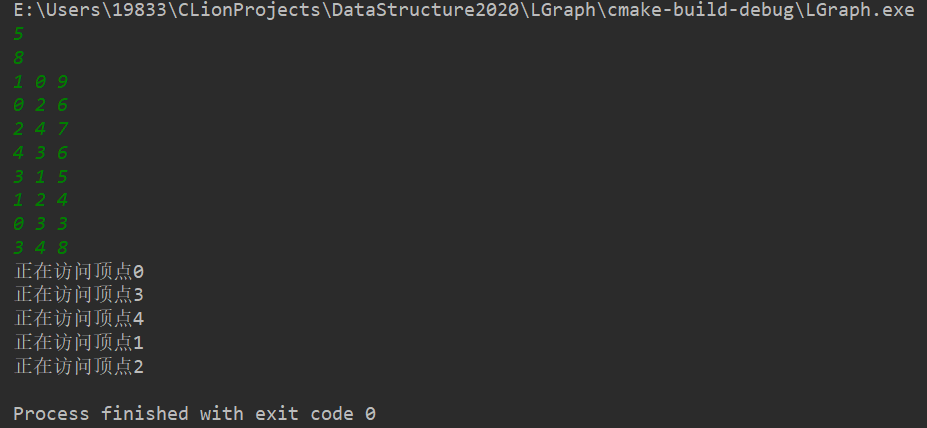 E:\Users\19833\CLionProjects\DataStructure2020\LGraph\cmake-build-debug\LGraph.exe
5
8
1 0 9
0 2 6
2 4 7
4 3 6
3 1 5
1 2 4
0 3 3
3 4 8
正在访问顶点0
正在访问顶点3
正在访问顶点4
正在访问顶点1
正在访问顶点2
Process finished with exit code 0